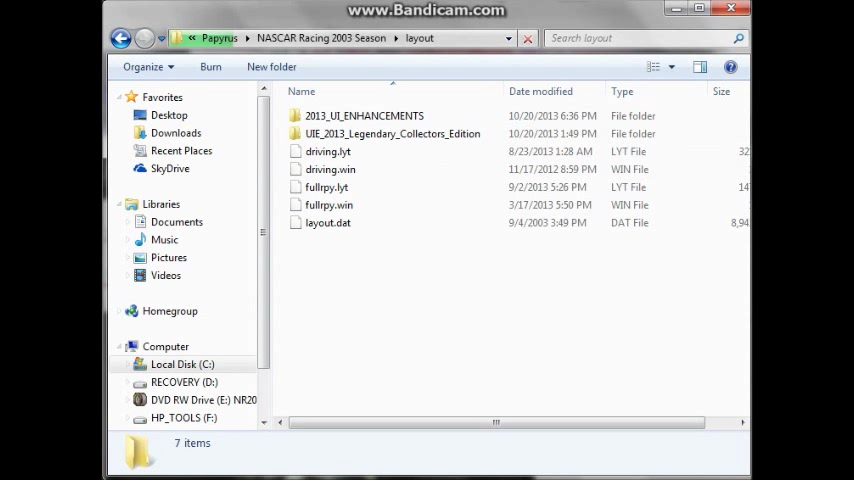 www.Bandicam.com
« Papyrus NASCAR Racing 2003 Season layout Search layout
Organize Burn New folder
Name Date modified Type Size
Favorites
Desktop
Downloads
Recent Places
SkyDrive
Libraries
Documents
Music
Pictures
Videos
Homegroup
Computer
Local Disk (C:)
RECOVERY (D:)
DVD RW Drive (E:) NR20
HP_TOOLS (F:)
2013_UI_ENHANCEMENTS 10/20/2013 6:36 PM File folder
UIE_2013_Legendary_Collectors_Edition 10/20/2013 1:49 PM File folder
driving.lyt 8/23/2013 1:28 AM LYT File 32
driving.win 11/17/2012 8:59 PM WIN File
fullrpy.lyt 9/2/2013 5:26 PM LYT File 14
fullrpy.win 3/17/2013 5:50 PM WIN File
layout.dat 9/4/2003 3:49 PM DAT File 8,94
7 items